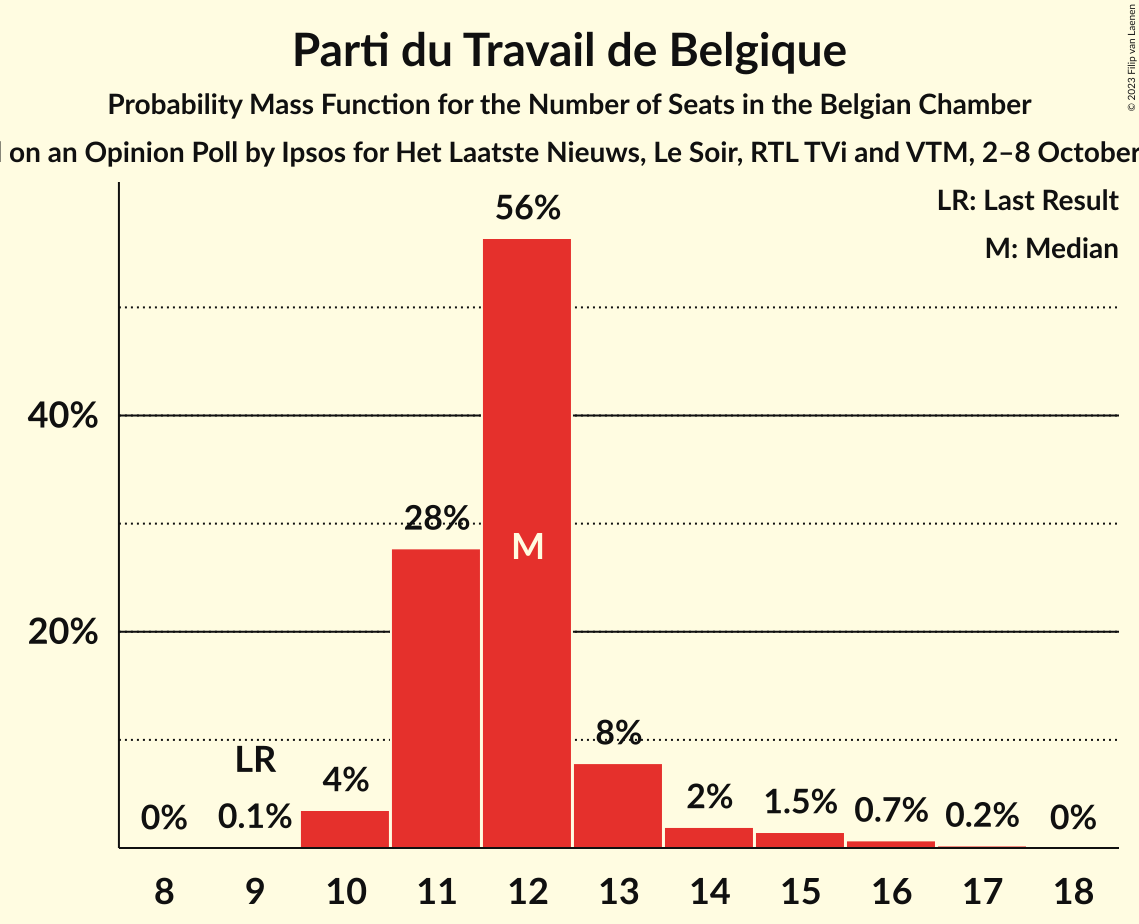 Parti du Travail de Belgique
Probability Mass Function for the Number of Seats in the Belgian Chamber
on an Opinion Poll by Ipsos for Het Laatste Nieuws, Le Soir, RTL TVi and VTM, 2–8 October
© 2023 Filip van Laenen
LR: Last Result
M: Median
56%
40%
28%
M
20%
8%
LR
4%
2%
1.5%
0.7%
0.2%
0%
0.1%
0%
8 9 10 11 12 13 14 15 16 17 18